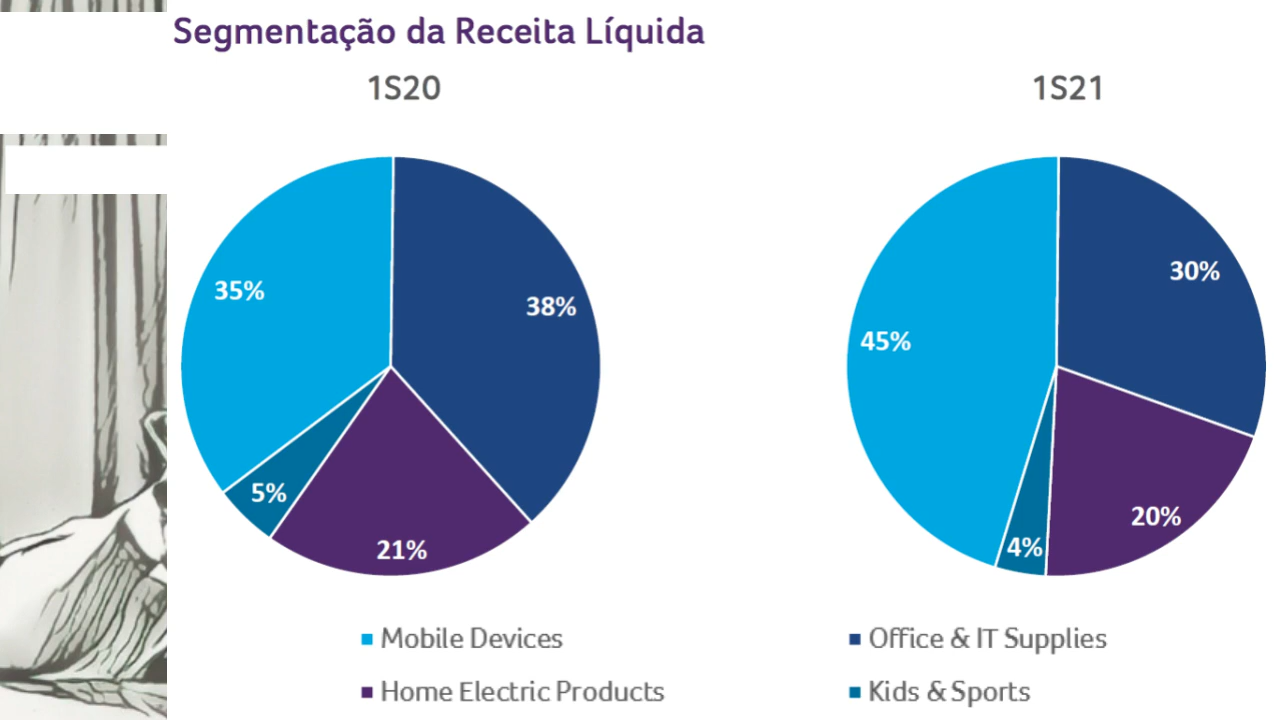 Segmentação da Receita Líquida
1S20
1S21
35%
38%
5%
21%
45%
30%
4%
20%
Mobile Devices
Office & IT Supplies
Home Electric Products
Kids & Sports